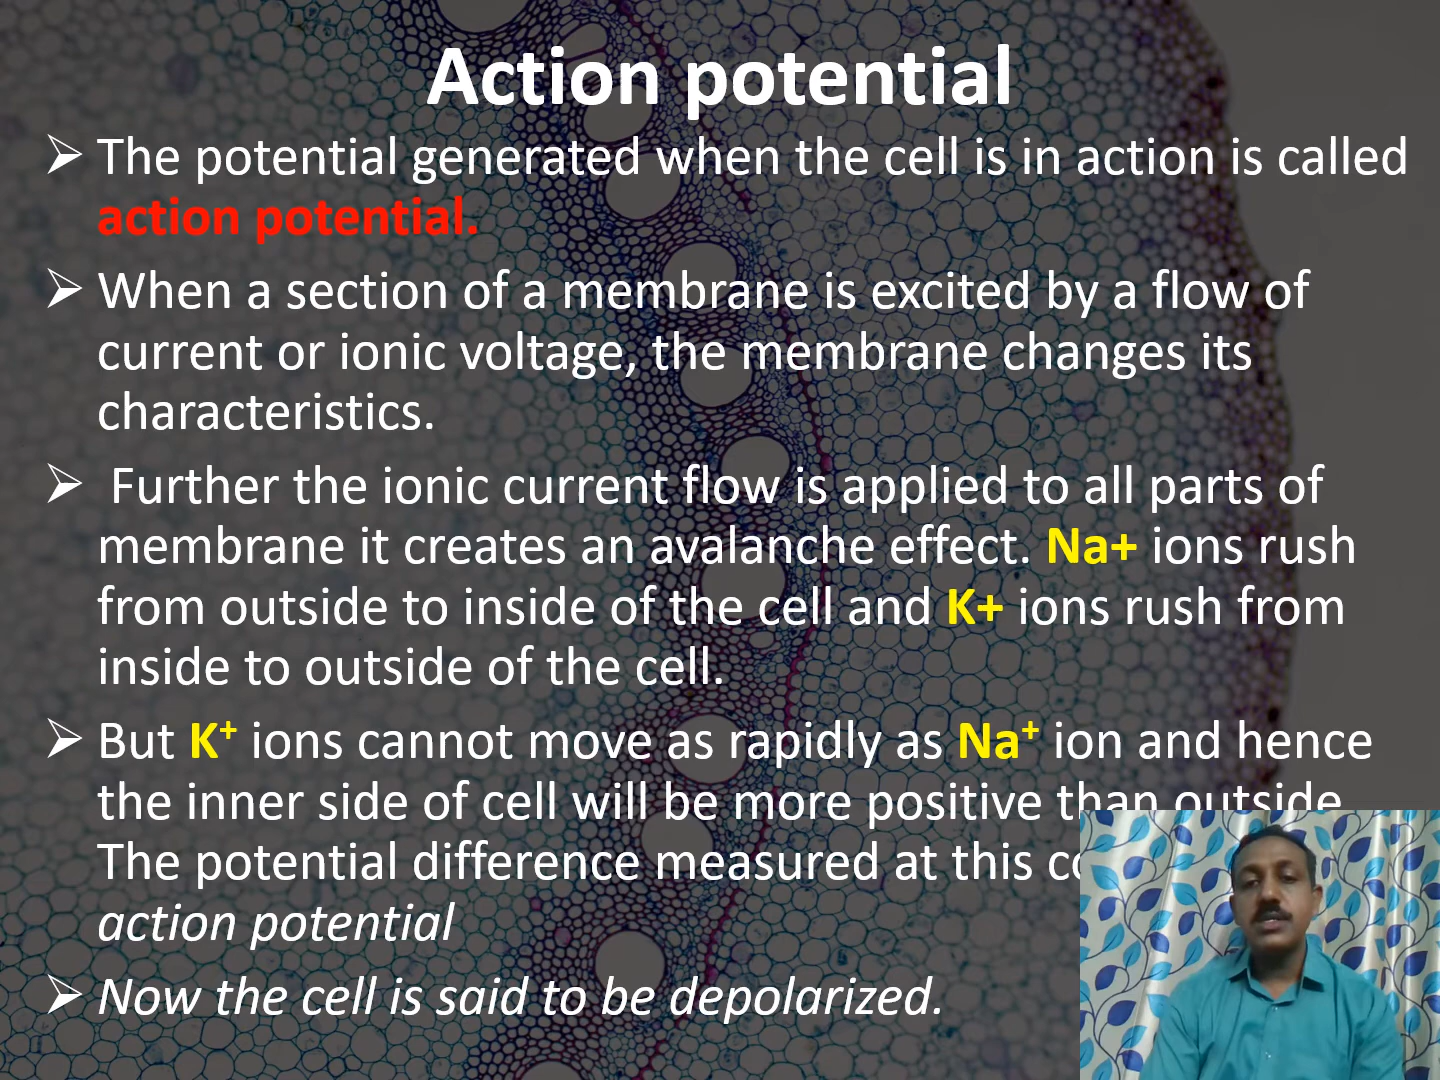 Action potential
➢ The potential generated when the cell is in action is called
action potential.
➢ When a section of a membrane is excited by a flow of
current or ionic voltage, the membrane changes its
characteristics.
➢ Further the ionic current flow is applied to all parts of
membrane it creates an avalanche effect. Na+ ions rush
from outside to inside of the cell and K+ ions rush from
inside to outside of the cell.
➢ But K⁺ ions cannot move as rapidly as Na⁺ ion and hence
the inner side of cell will be more positive than outside
The potential difference measured at this
action potential
➢ Now the cell is said to be depolarized.